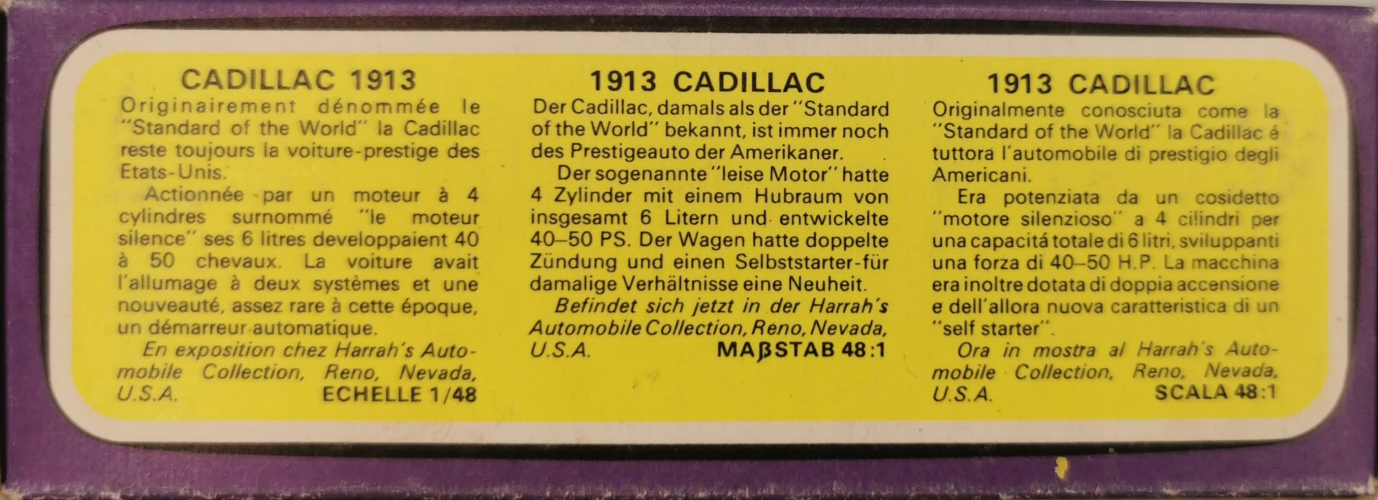 CADILLAC 1913
Originairement dénommée le
"Standard of the World" la Cadillac
reste toujours la voiture-prestige des
Etats-Unis.
Actionnée par un moteur à 4
cylindres surnommé "le moteur
silence" ses 6 litres developpaient 40
à 50 chevaux. La voiture avait
l'allumage à deux systèmes et une
nouveauté, assez rare à cette époque,
un démarreur automatique.
En exposition chez Harrah's Auto-
mobile Collection, Reno, Nevada,
U.S.A. ECHELLE 1/48
1913 CADILLAC
Der Cadillac, damals als der "Standard
of the World" bekannt, ist immer noch
des Prestigeauto der Amerikaner.
Der sogenannte "leise Motor" hatte
4 Zylinder mit einem Hubraum von
insgesamt 6 Litern und entwickelte
40–50 PS. Der Wagen hatte doppelte
Zündung und einen Selbststarter-für
damalige Verhältnisse eine Neuheit.
Befindet sich jetzt in der Harrah's
Automobile Collection, Reno, Nevada,
U.S.A. MAßSTAB 48:1
1913 CADILLAC
Originalmente conosciuta come la
"Standard of the World" la Cadillac é
tuttora l'automobile di prestigio degli
Americani.
Era potenziata da un cosidetto
"motore silenzioso" a 4 cilindri per
una capacitá totale di 6 litri, sviluppanti
una forza di 40–50 H.P. La macchina
era inoltre dotata di doppia accensione
e dell'allora nuova caratteristica di un
"self starter".
Ora in mostra al Harrah's Auto-
mobile Collection, Reno, Nevada,
U.S.A. SCALA 48:1